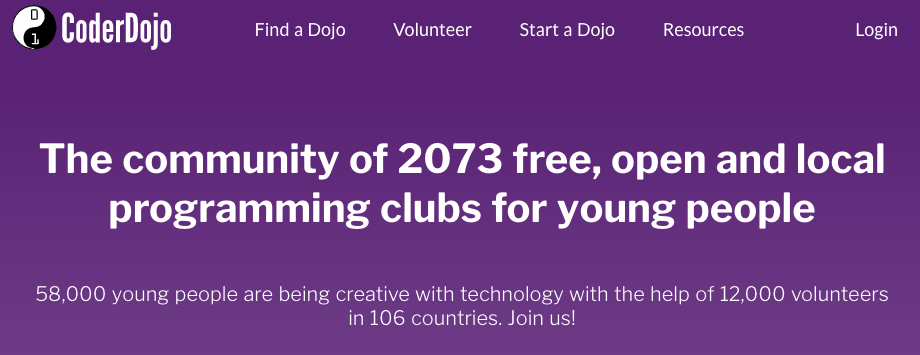 0
1
CoderDojo
Find a Dojo
Volunteer
Start a Dojo
Resources
Login
The community of 2073 free, open and local
programming clubs for young people
58,000 young people are being creative with technology with the help of 12,000 volunteers
in 106 countries. Join us!